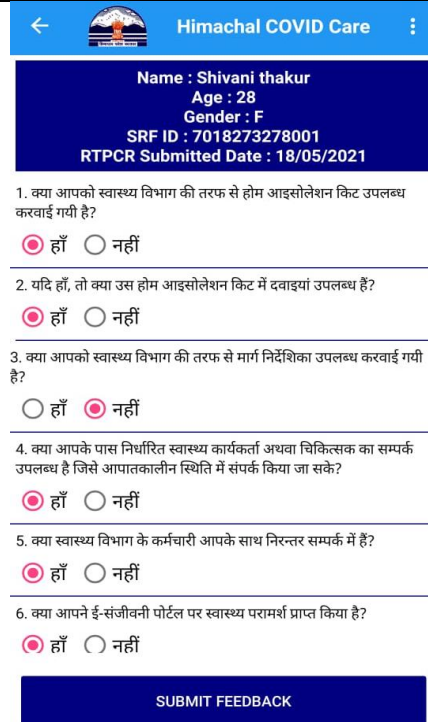 Himachal COVID Care
Name : Shivani thakur
Age : 28
Gender : F
SRF ID : 7018273278001
RTPCR Submitted Date : 18/05/2021
1. क्या आपको स्वास्थ्य विभाग की तरफ से होम आइसोलेशन किट उपलब्ध
करवाई गयी है?
हाँ नहीं
2. यदि हाँ, तो क्या उस होम आइसोलेशन किट में दवाइयां उपलब्ध हैं?
हाँ नहीं
3. क्या आपको स्वास्थ्य विभाग की तरफ से मार्ग निर्देशिका उपलब्ध करवाई गयी
है?
हाँ नहीं
4. क्या आपके पास निर्धारित स्वास्थ्य कार्यकर्ता अथवा चिकित्सक का सम्पर्क
उपलब्ध है जिसे आपातकालीन स्थिति में संपर्क किया जा सके?
हाँ नहीं
5. क्या स्वास्थ्य विभाग के कर्मचारी आपके साथ निरन्तर सम्पर्क में हैं?
हाँ नहीं
6. क्या आपने ई-संजीवनी पोर्टल पर स्वास्थ्य परामर्श प्राप्त किया है?
हाँ नहीं
SUBMIT FEEDBACK